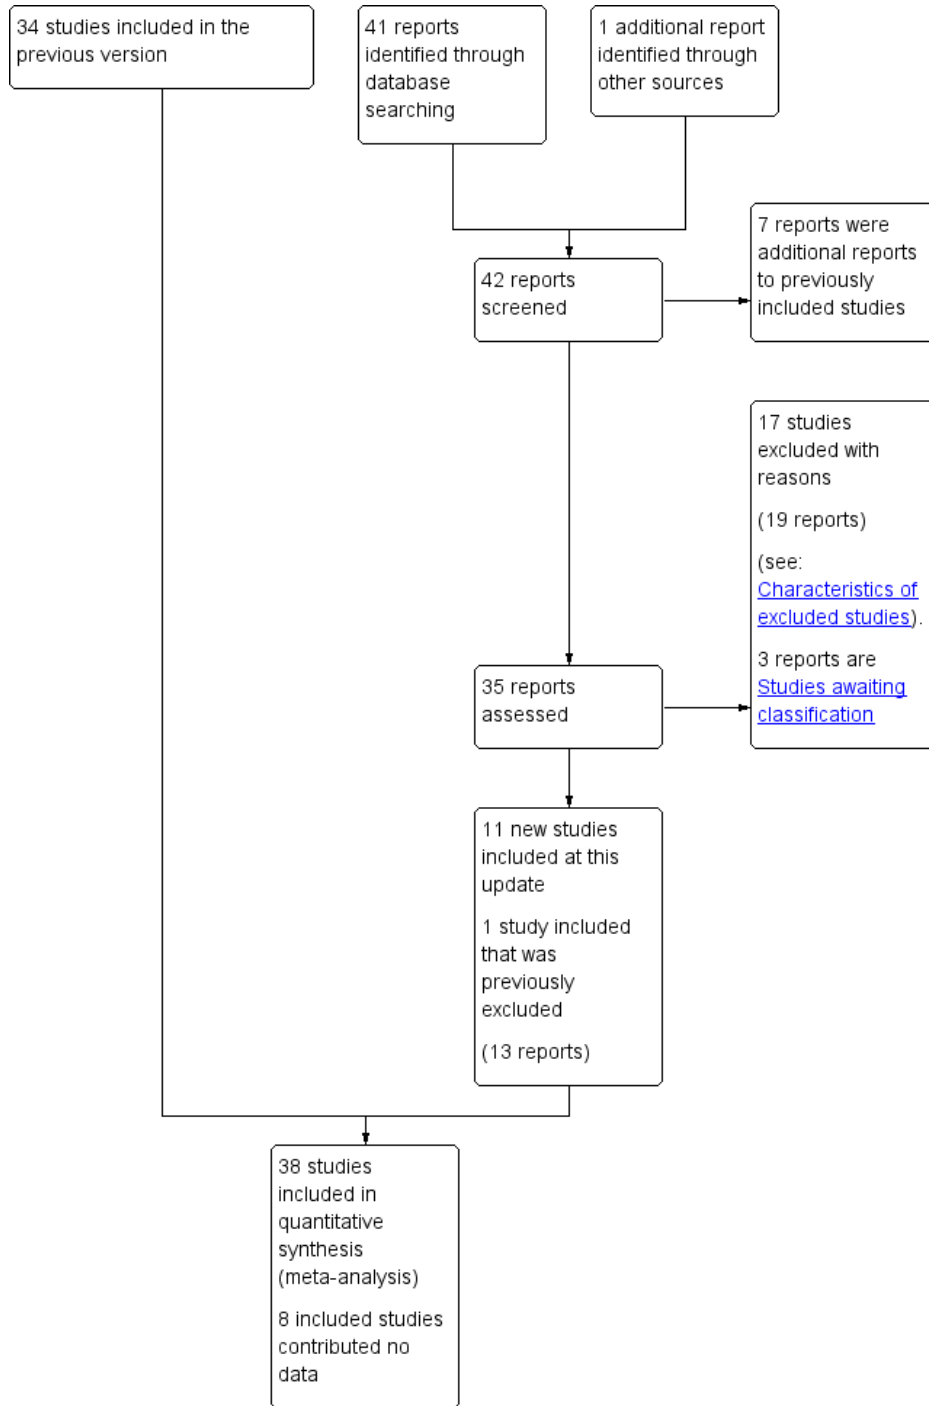 34 studies included in the
previous version
41 reports
identified through
database
searching
1 additional report
identified through
other sources
42 reports
screened
7 reports were
additional reports
to previously
included studies
17 studies
excluded with
reasons
(19 reports)
(see:
Characteristics of
excluded studies).
3 reports are
Studies awaiting
classification
35 reports
assessed
11 new studies
included at this
update
1 study included
that was
previously
excluded
(13 reports)
38 studies
included in
quantitative
synthesis
(meta-analysis)
8 included studies
contributed no
data